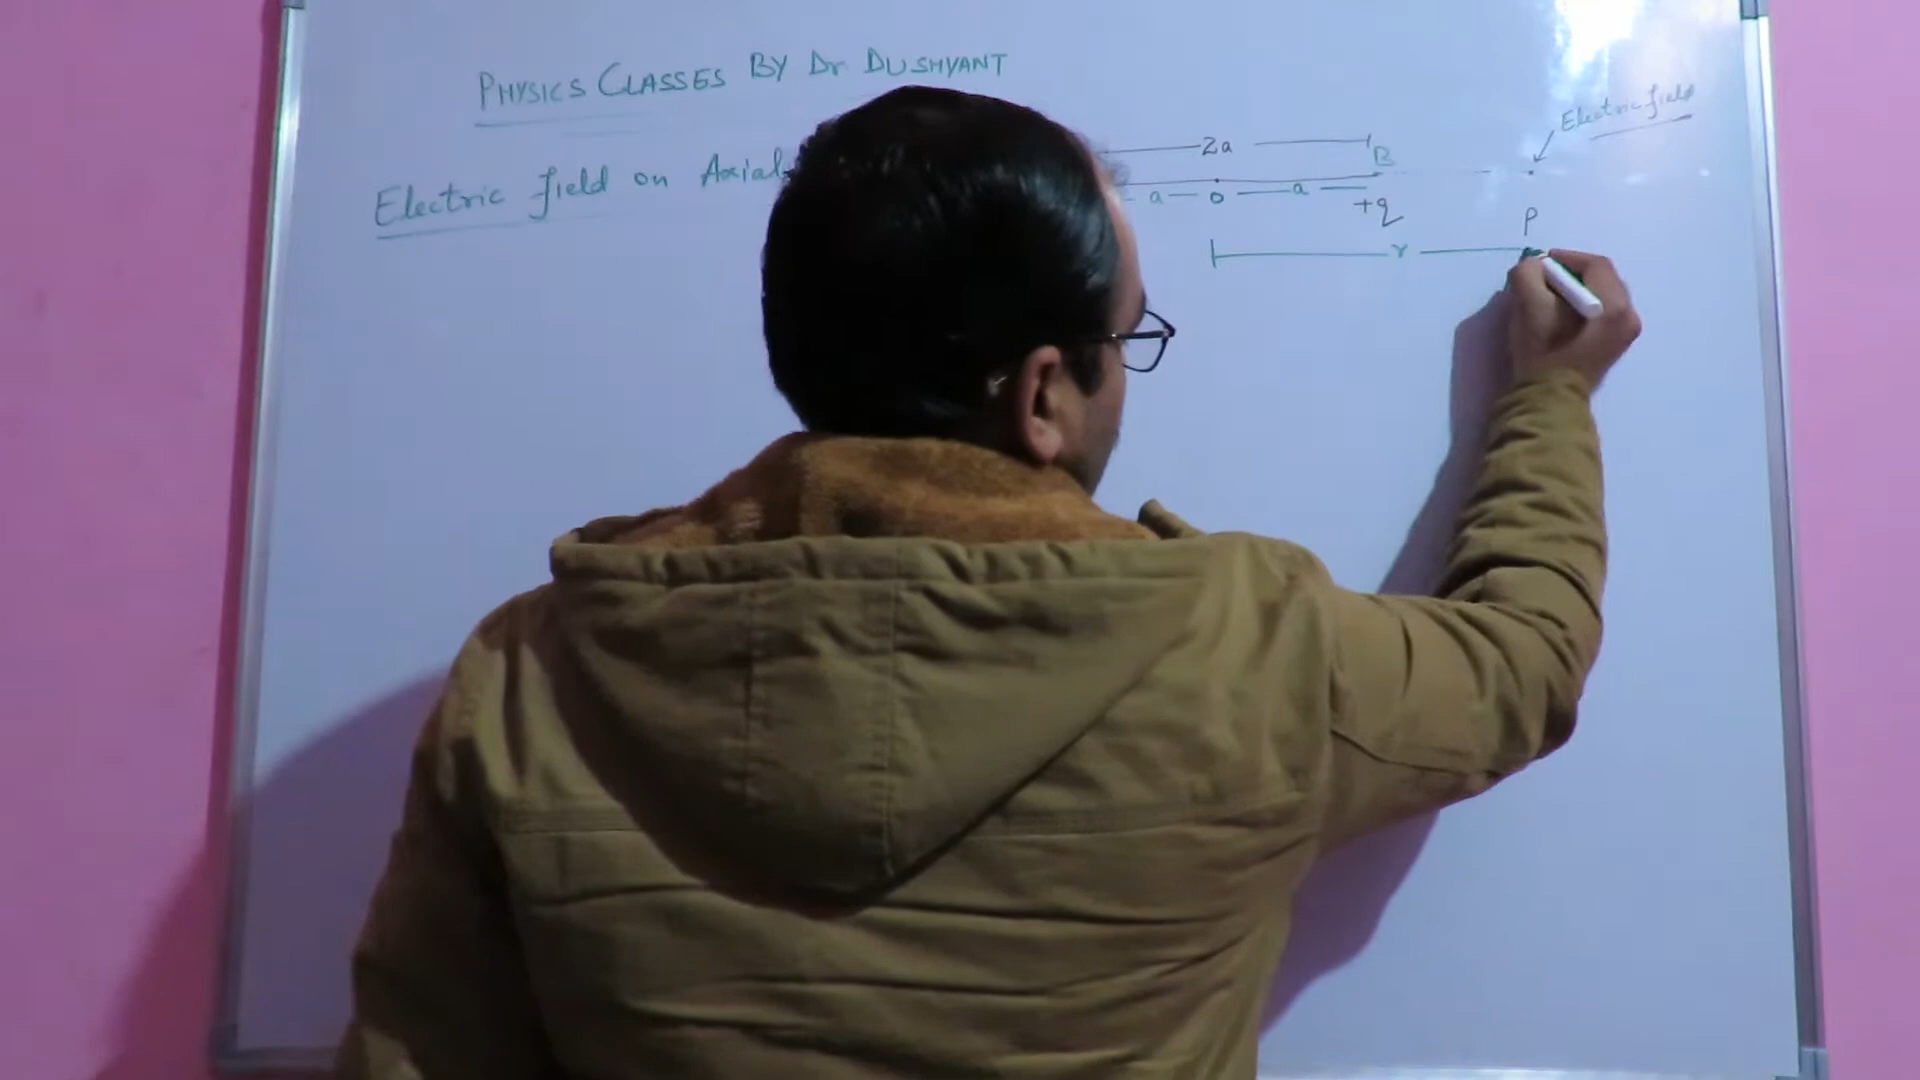 PHYSICS CLASSES BY Dr DUSHYANT
Electric field on Axial
2a
B
Electric field
a
o
a
+q
P
r